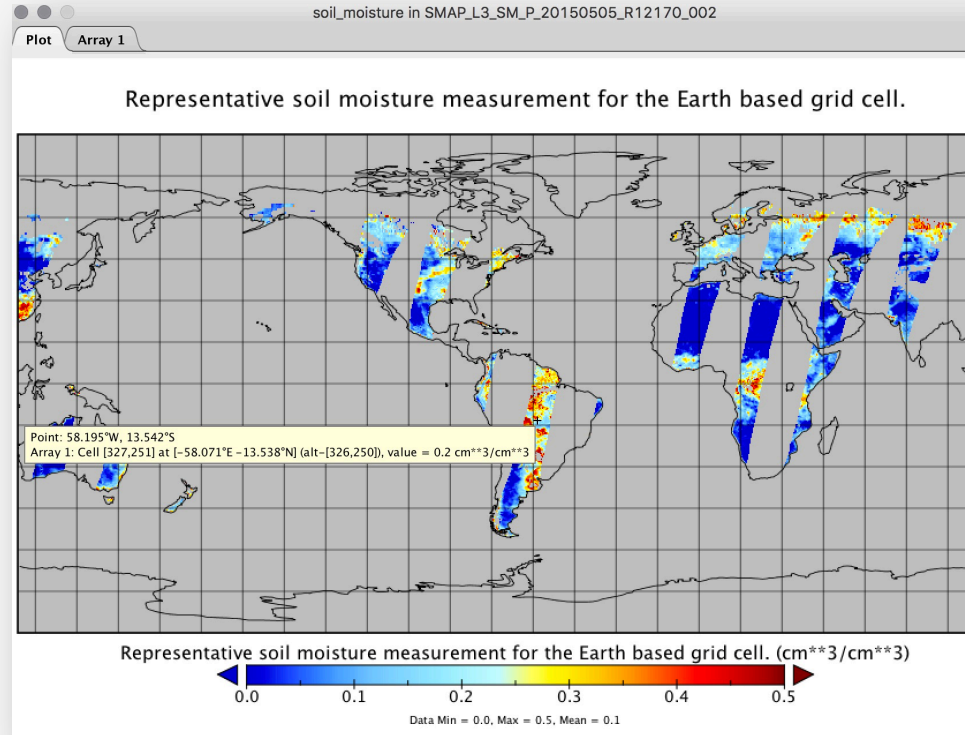 soil_moisture in SMAP_L3_SM_P_20150505_R12170_002
Plot Array 1
Representative soil moisture measurement for the Earth based grid cell.
Point: 58.195°W, 13.542°S
Array 1: Cell [327,251] at [−58.071°E −13.538°N] (alt-[326,250]), value = 0.2 cm**3/cm**3
Representative soil moisture measurement for the Earth based grid cell. (cm**3/cm**3)
0.0 0.1 0.2 0.3 0.4 0.5
Data Min = 0.0, Max = 0.5, Mean = 0.1